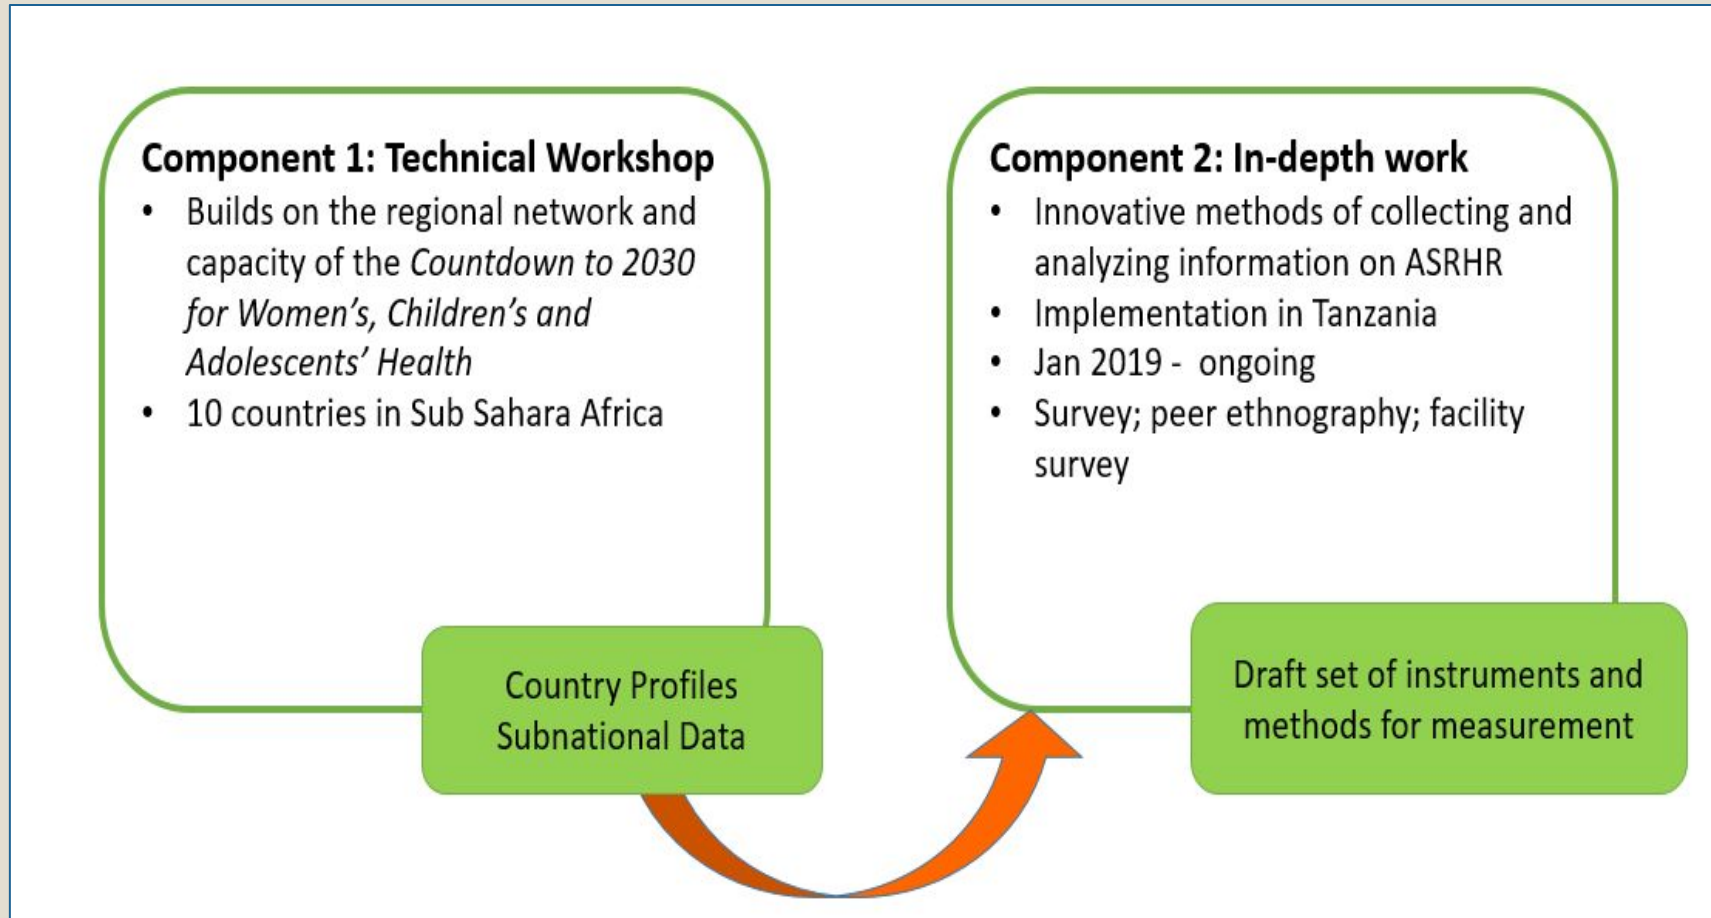 Component 1: Technical Workshop
• Builds on the regional network and
capacity of the Countdown to 2030
for Women’s, Children’s and
Adolescents’ Health
• 10 countries in Sub Sahara Africa
Country Profiles
Subnational Data
Component 2: In-depth work
• Innovative methods of collecting and
analyzing information on ASRHR
• Implementation in Tanzania
• Jan 2019 - ongoing
• Survey; peer ethnography; facility
survey
Draft set of instruments and
methods for measurement